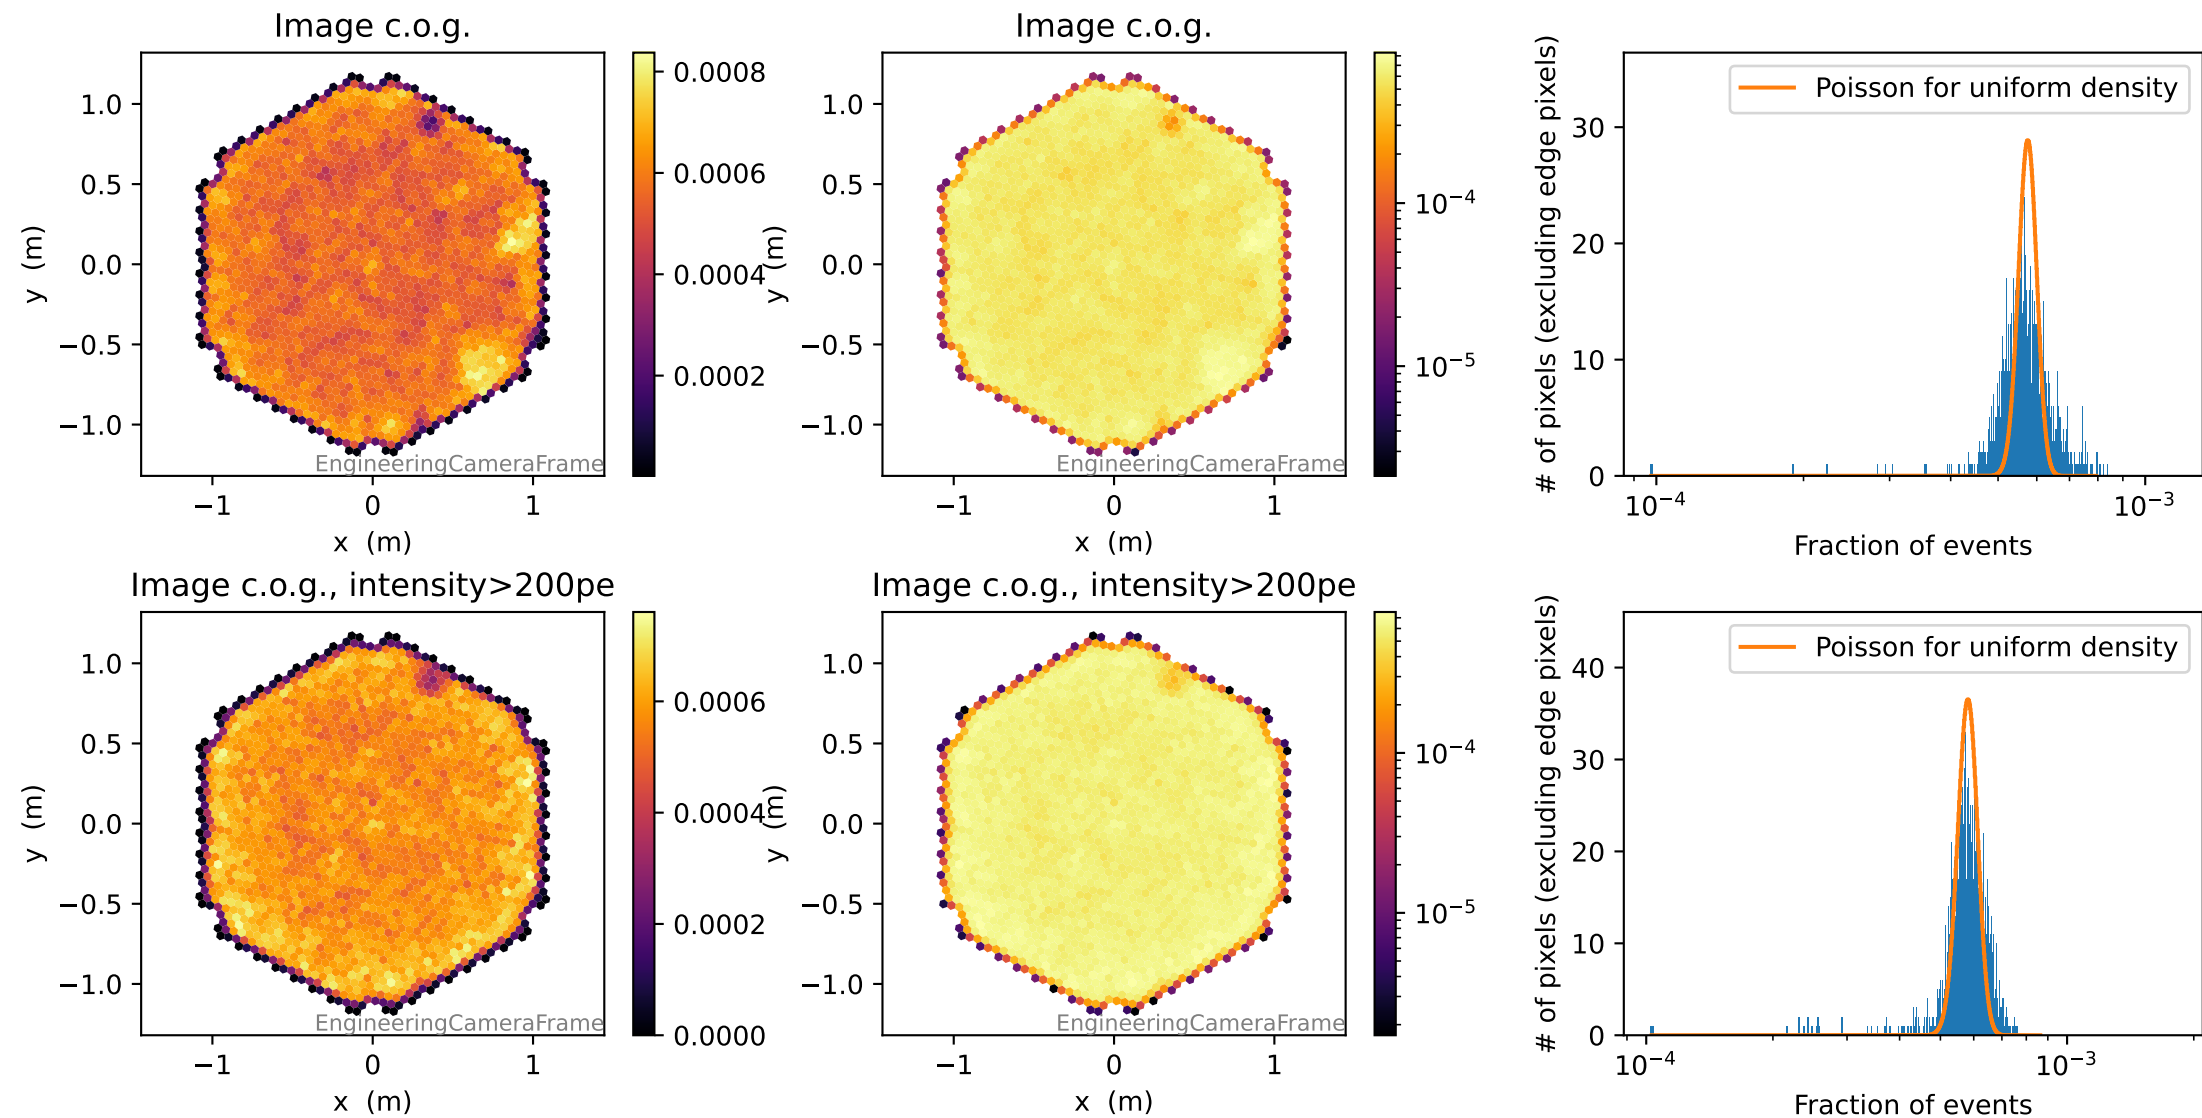 Image c.o.g.
1.0
0.5
0.0
−0.5
−1.0
y (m)
−1
0
1
x (m)
EngineeringCameraFrame
0.0008
0.0006
0.0004
0.0002
Image c.o.g.
1.0
0.5
0.0
−0.5
−1.0
y (m)
−1
0
1
x (m)
EngineeringCameraFrame
10⁻⁴
10⁻⁵
Poisson for uniform density
# of pixels (excluding edge pixels)
30
20
10
0
10⁻⁴
10⁻³
Fraction of events
Image c.o.g., intensity>200pe
1.0
0.5
0.0
−0.5
−1.0
y (m)
−1
0
1
x (m)
EngineeringCameraFrame
0.0006
0.0004
0.0002
0.0000
Image c.o.g., intensity>200pe
1.0
0.5
0.0
−0.5
−1.0
y (m)
−1
0
1
x (m)
EngineeringCameraFrame
10⁻⁴
10⁻⁵
Poisson for uniform density
# of pixels (excluding edge pixels)
40
30
20
10
0
10⁻⁴
10⁻³
Fraction of events